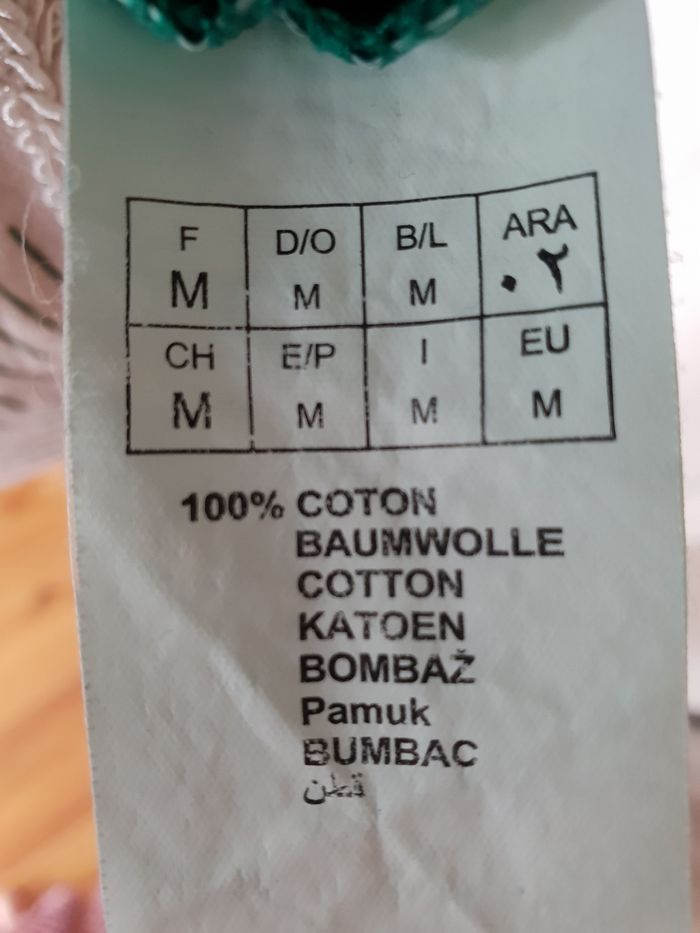 F D/O B/L ARA
M M M ٠٢
CH E/P I EU
M M M M
100% COTON
BAUMWOLLE
COTTON
KATOEN
BOMBAŽ
Pamuk
BUMBAC
قطن